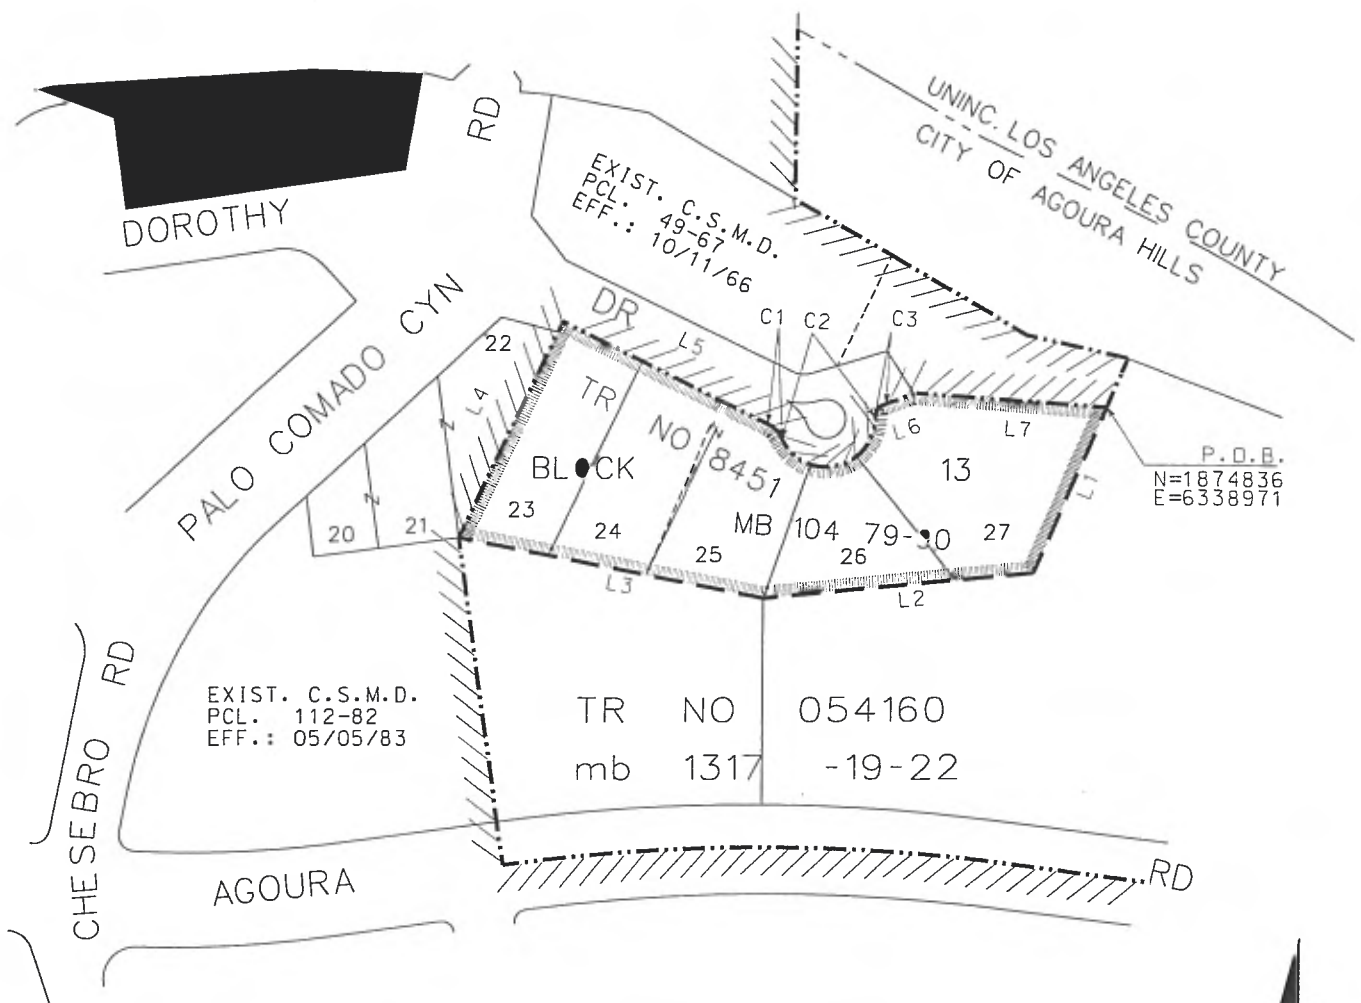 RD
UNINC. LOS ANGELES COUNTY
CITY OF AGOURA HILLS
EXIST. C.S.M.D.
PCL. 49-67
EFF.: 10/11/66
DOROTHY
DR
PALO COMADO CYN
C1
C2
C3
L5
22
L4
TR
NO 8451
L6
L7
P.O.B.
N=1874836
E=6338971
BL CK
13
L1
23
24
MB 104 79-30
20
21
25
26
27
L3
L2
RD
EXIST. C.S.M.D.
PCL. 112-82
EFF.: 05/05/83
TR NO 054160
mb 1317 -19-22
CHESEBRO
AGOURA
RD